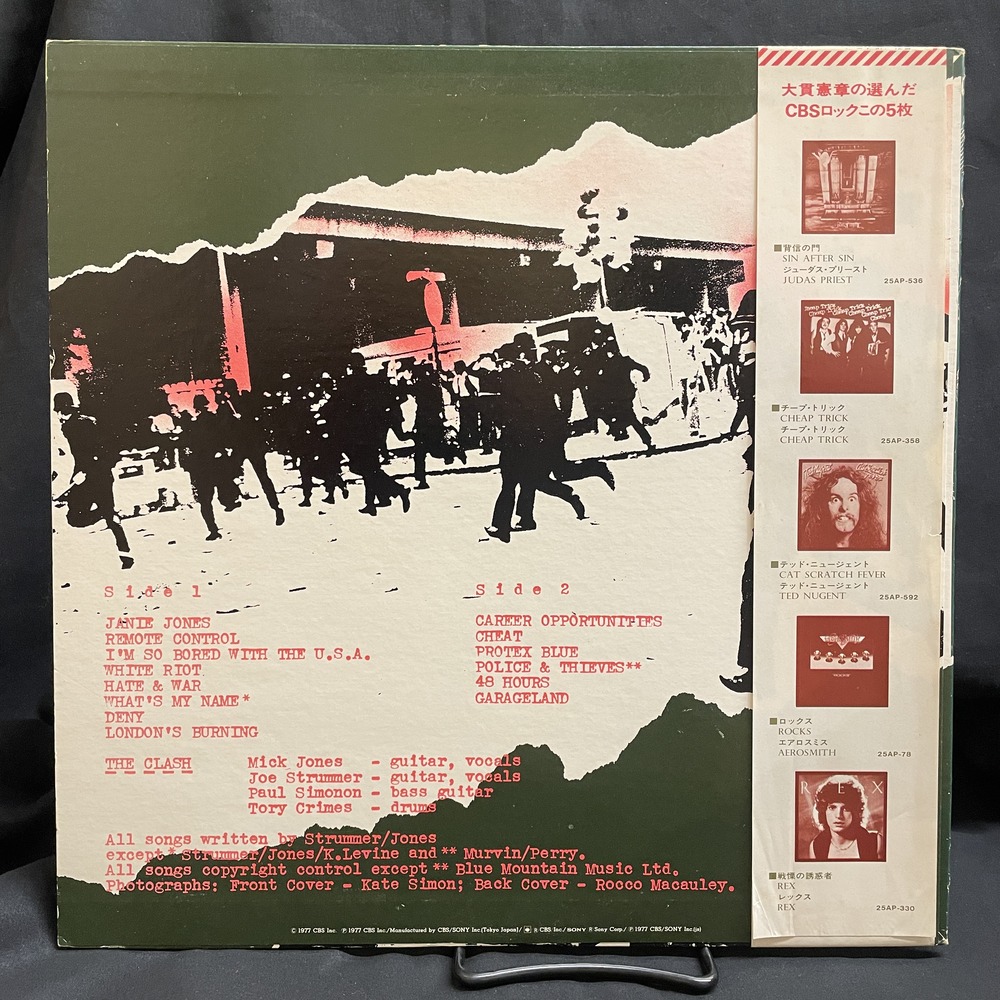 Side 1
JANIE JONES
REMOTE CONTROL
I'M SO BORED WITH THE U.S.A.
WHITE RIOT
HATE & WAR
WHAT'S MY NAME*
DENY
LONDON'S BURNING
Side 2
CAREER OPPORTUNITIES
CHEAT
PROTEX BLUE
POLICE & THIEVES**
48 HOURS
GARAGELAND
THE CLASH
Mick Jones - guitar, vocals
Joe Strummer - guitar, vocals
Paul Simonon - bass guitar
Tory Crimes - drums
All songs written by Strummer/Jones
except * Strummer/Jones/K.Levine and ** Murvin/Perry.
All songs copyright control except ** Blue Mountain Music Ltd.
Photographs: Front Cover - Kate Simon; Back Cover - Rocco Macauley.
© 1977 CBS Inc. ℗ 1977 CBS Inc./Manufactured by CBS/SONY Inc(Tokyo Japan)/ ® CBS Inc/SONY ® Sony Corp./℗ 1977 CBS/SONY Inc.(js)
大貫憲章の選んだ
CBSロックこの5枚
■背信の門
SIN AFTER SIN
ジューダス・プリースト
JUDAS PRIEST 25AP-536
■チープ・トリック
CHEAP TRICK
チープ・トリック
CHEAP TRICK 25AP-358
■テッド・ニュージェント
CAT SCRATCH FEVER
テッド・ニュージェント
TED NUGENT 25AP-592
■ロックス
ROCKS
エアロスミス
AEROSMITH 25AP-78
REX
■戦慄の誘惑者
REX
レックス
REX 25AP-330